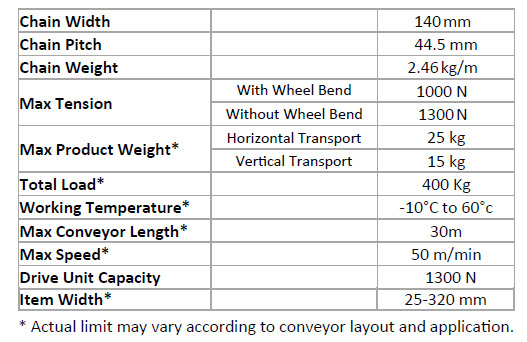 Chain Width 140 mm
Chain Pitch 44.5 mm
Chain Weight 2.46 kg/m
Max Tension With Wheel Bend 1000 N
Without Wheel Bend 1300 N
Max Product Weight* Horizontal Transport 25 kg
Vertical Transport 15 kg
Total Load* 400 Kg
Working Temperature* -10°C to 60°c
Max Conveyor Length* 30m
Max Speed* 50 m/min
Drive Unit Capacity 1300 N
Item Width* 25-320 mm
* Actual limit may vary according to conveyor layout and application.